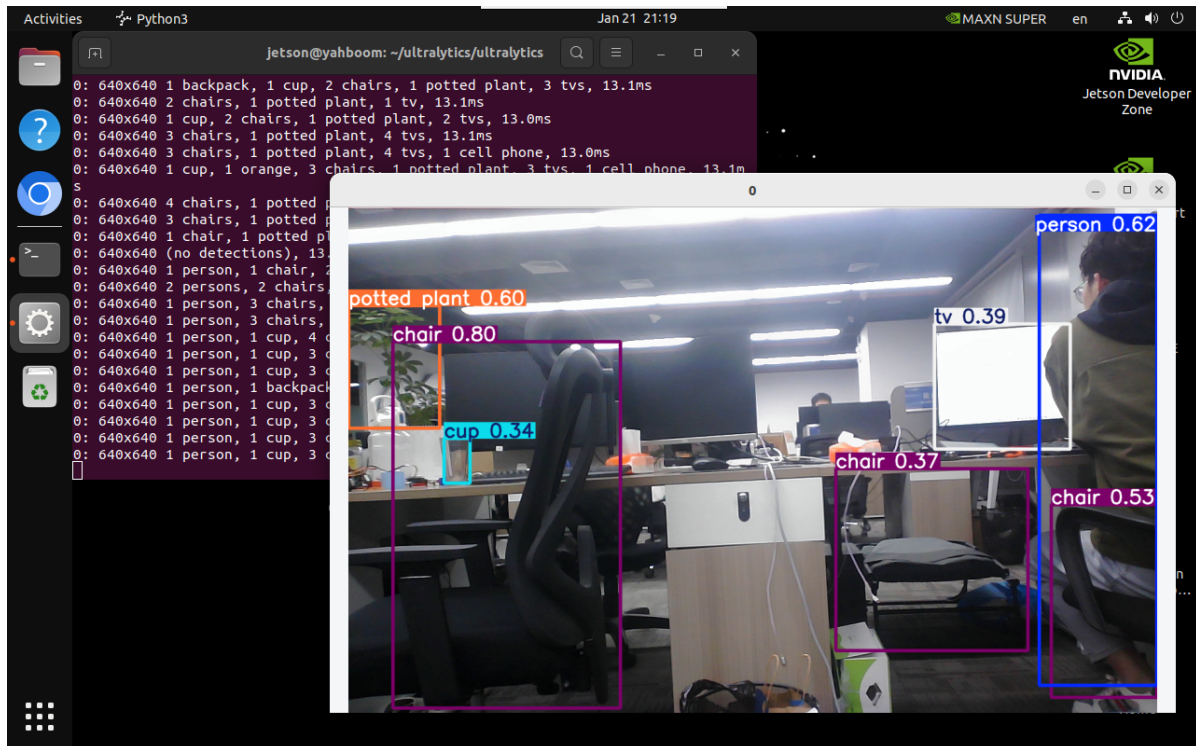 Activities
Python3
Jan 21 21:19
MAXN SUPER
en
jetson@yahboom: ~/ultralytics/ultralytics
0: 640x640 1 backpack, 1 cup, 2 chairs, 1 potted plant, 3 tvs, 13.1ms
0: 640x640 2 chairs, 1 potted plant, 1 tv, 13.1ms
0: 640x640 1 cup, 2 chairs, 1 potted plant, 2 tvs, 13.0ms
0: 640x640 3 chairs, 1 potted plant, 4 tvs, 13.1ms
0: 640x640 3 chairs, 1 potted plant, 4 tvs, 1 cell phone, 13.0ms
0: 640x640 1 cup, 1 orange, 3 chairs, 1 potted plant, 3 tvs, 1 cell phone, 13.1m
s
0: 640x640 4 chairs, 1 potted p
0: 640x640 3 chairs, 1 potted p
0: 640x640 1 chair, 1 potted pl
0: 640x640 (no detections), 13.
0: 640x640 1 person, 1 chair, 2
0: 640x640 2 persons, 2 chairs,
0: 640x640 1 person, 3 chairs,
0: 640x640 1 person, 3 chairs,
0: 640x640 1 person, 1 cup, 4 c
0: 640x640 1 person, 1 cup, 3 c
0: 640x640 1 person, 1 cup, 3 c
0: 640x640 1 person, 1 backpack
0: 640x640 1 person, 1 cup, 3 c
0: 640x640 1 person, 1 cup, 3 c
0: 640x640 1 person, 1 cup, 3 c
0: 640x640 1 person, 1 cup, 3 c
0
person 0.62
potted plant 0.60
tv 0.39
chair 0.80
cup 0.34
chair 0.37
chair 0.53
NVIDIA.
Jetson Developer
Zone